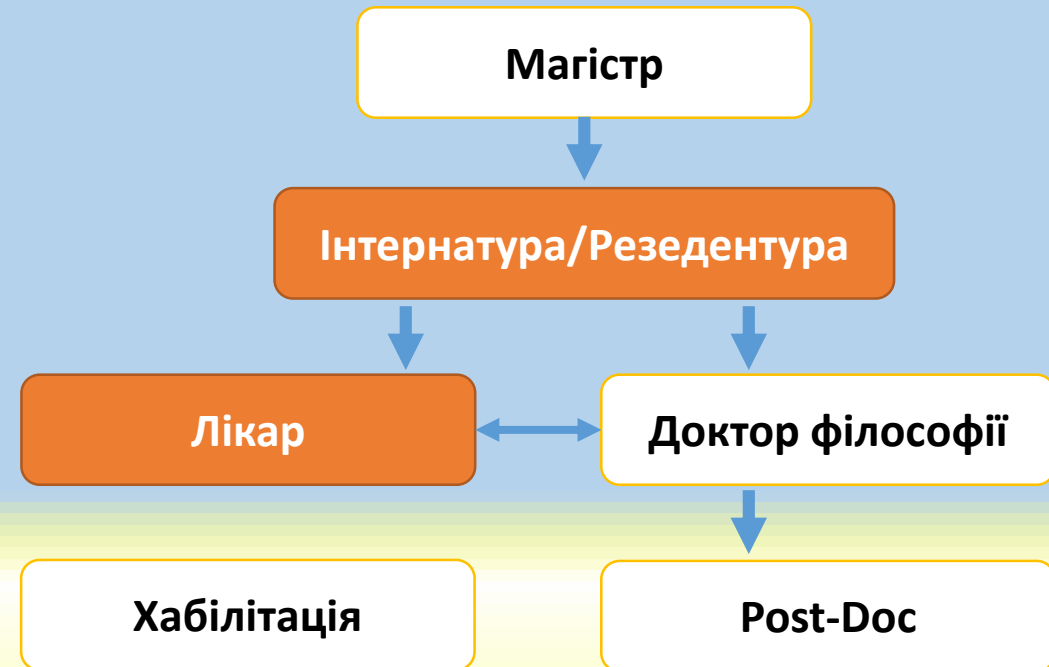 Магістр
Інтернатура/Резедентура
Лікар
Доктор філософії
Хабілітація
Post-Doc